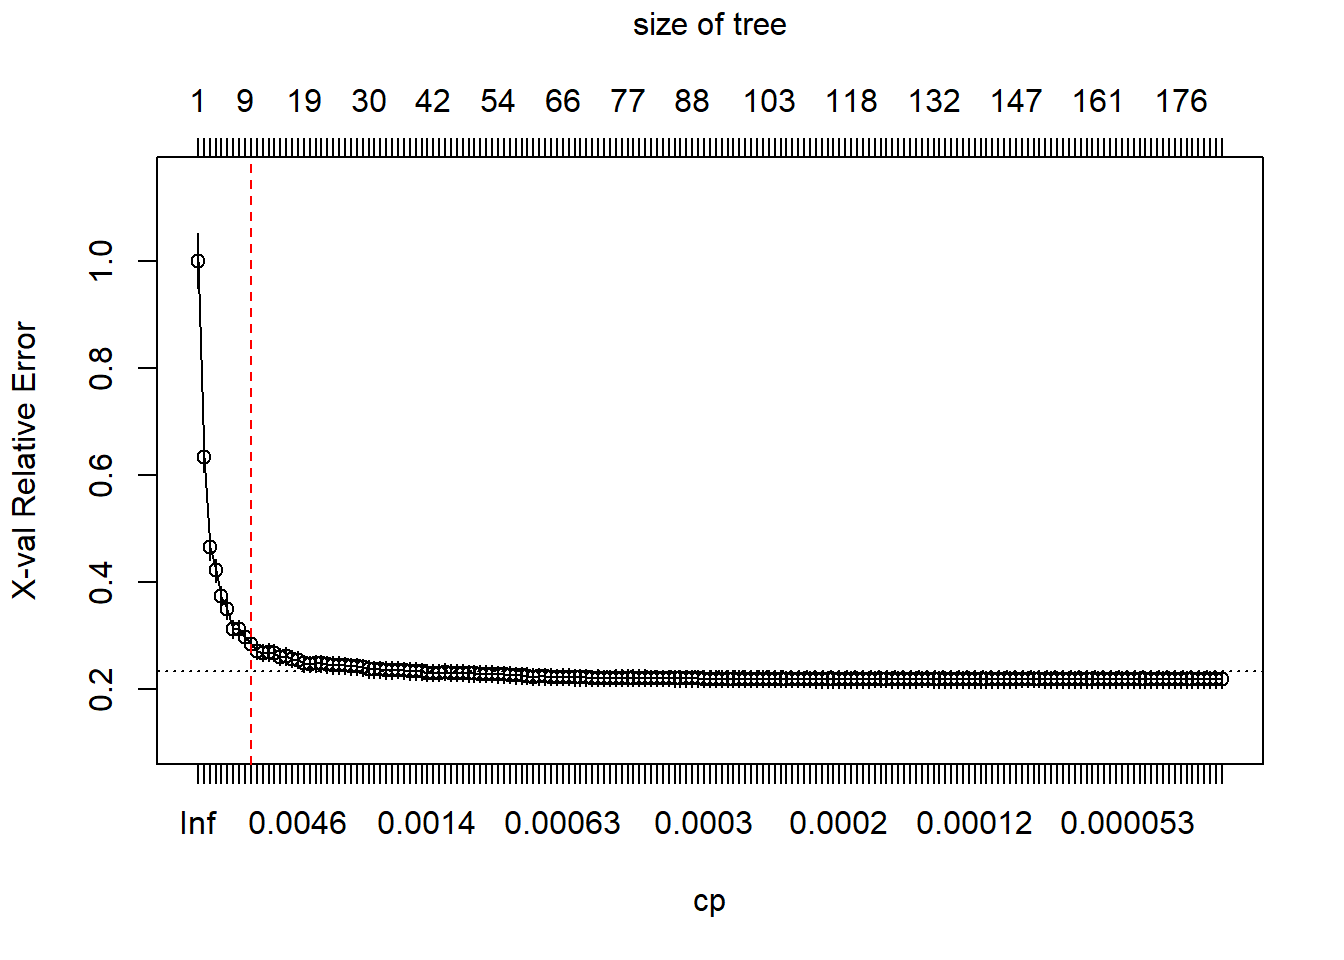 size of tree
1 9 19 30 42 54 66 77 88 103 118 132 147 161 176
X-val Relative Error
1.0
0.8
0.6
0.4
0.2
Inf 0.0046 0.0014 0.00063 0.0003 0.0002 0.00012 0.000053
cp